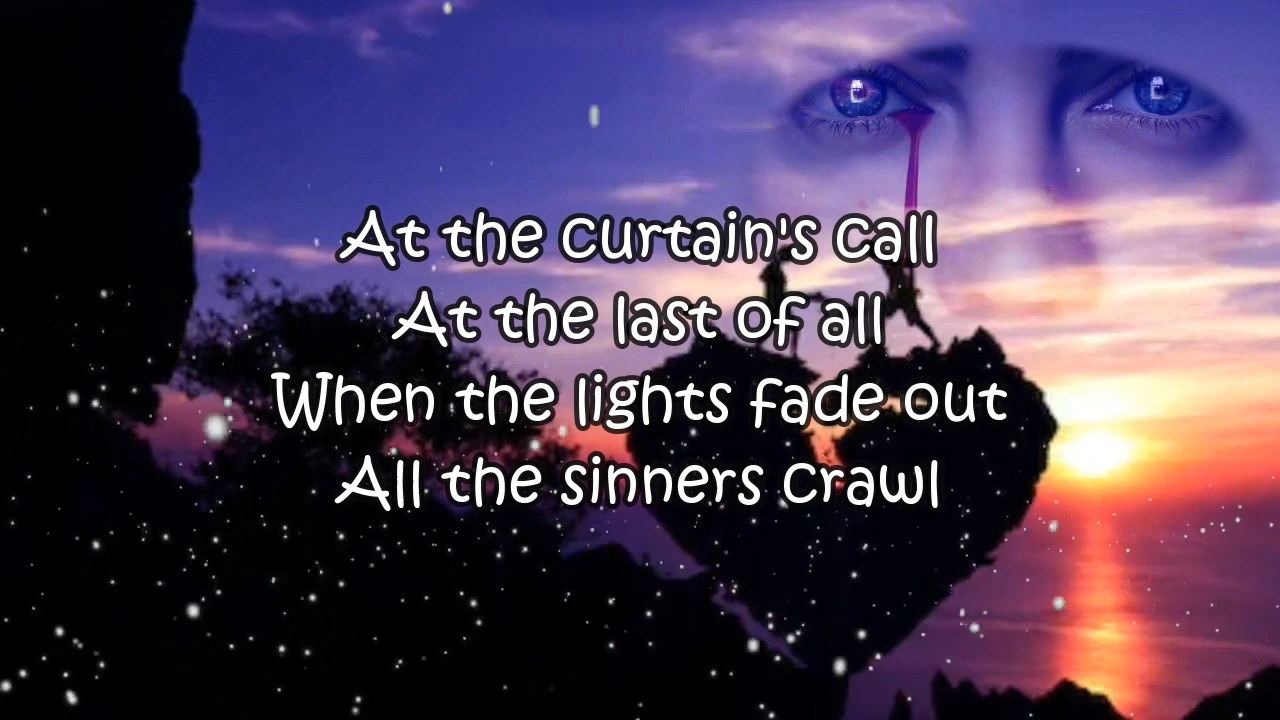 At the curtain's call
At the last of all
When the lights fade out
All the sinners crawl